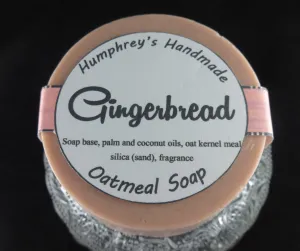 Humphrey's Handmade
Gingerbread
Soap base, palm and coconut oils, oat kernel meal
silica (sand), fragrance
Oatmeal Soap